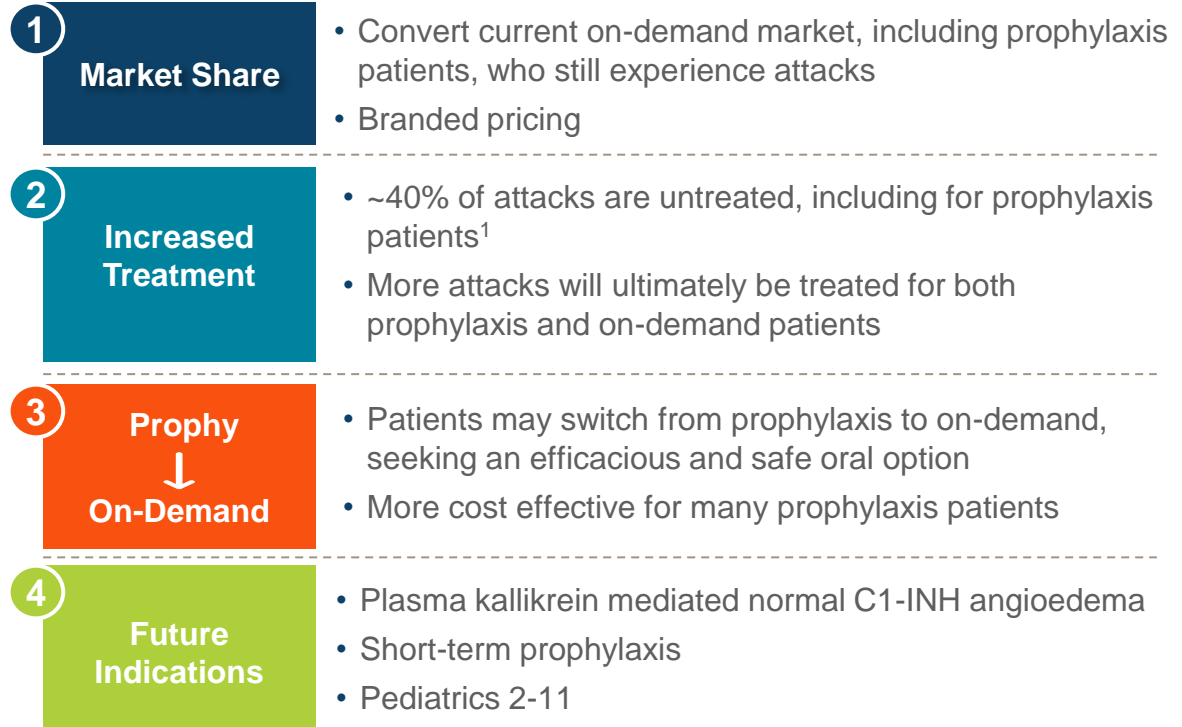 1
Market Share
• Convert current on-demand market, including prophylaxis
patients, who still experience attacks
• Branded pricing
2
Increased
Treatment
• ~40% of attacks are untreated, including for prophylaxis
patients1
• More attacks will ultimately be treated for both
prophylaxis and on-demand patients
3
Prophy
↓
On-Demand
• Patients may switch from prophylaxis to on-demand,
seeking an efficacious and safe oral option
• More cost effective for many prophylaxis patients
4
Future
Indications
• Plasma kallikrein mediated normal C1-INH angioedema
• Short-term prophylaxis
• Pediatrics 2-11